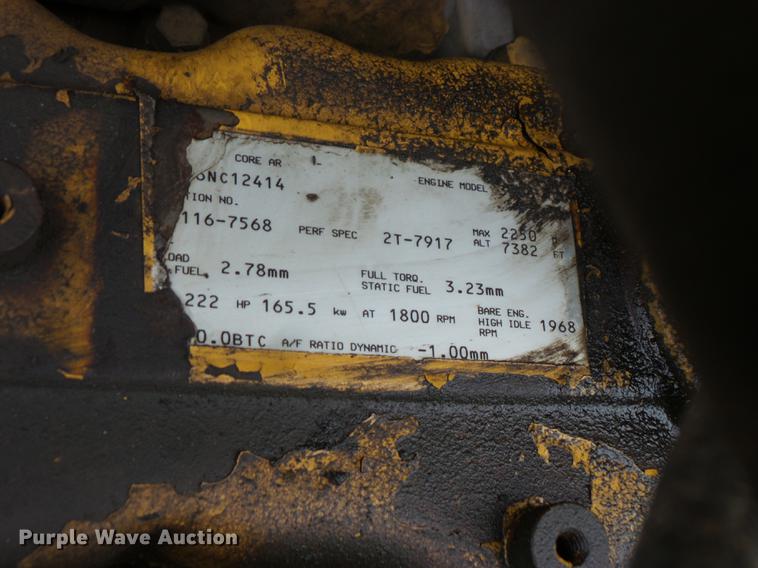 CORE AR
6NC12414 ENGINE MODEL
TION NO. MAX 2250
116-7568 PERF SPEC 2T-7917 ALT 7382 FT
OAD FULL TORQ.
FUEL. 2.78mm STATIC FUEL 3.23mm
222 HP 165.5 kw AT 1800 RPM BARE ENG. HIGH IDLE RPM 1968
0.0BTC A/F RATIO DYNAMIC -1.00mm
Purple Wave Auction